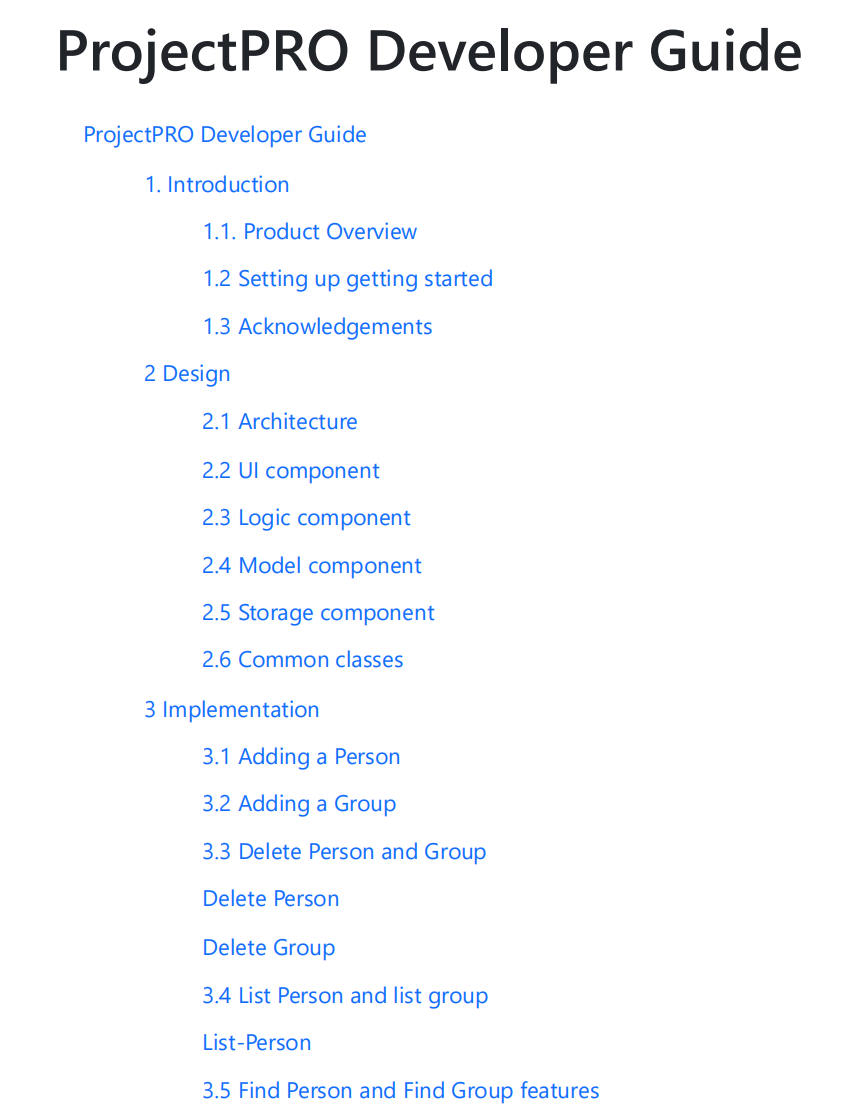 ProjectPRO Developer Guide
ProjectPRO Developer Guide
1. Introduction
1.1. Product Overview
1.2 Setting up getting started
1.3 Acknowledgements
2 Design
2.1 Architecture
2.2 UI component
2.3 Logic component
2.4 Model component
2.5 Storage component
2.6 Common classes
3 Implementation
3.1 Adding a Person
3.2 Adding a Group
3.3 Delete Person and Group
Delete Person
Delete Group
3.4 List Person and list group
List-Person
3.5 Find Person and Find Group features